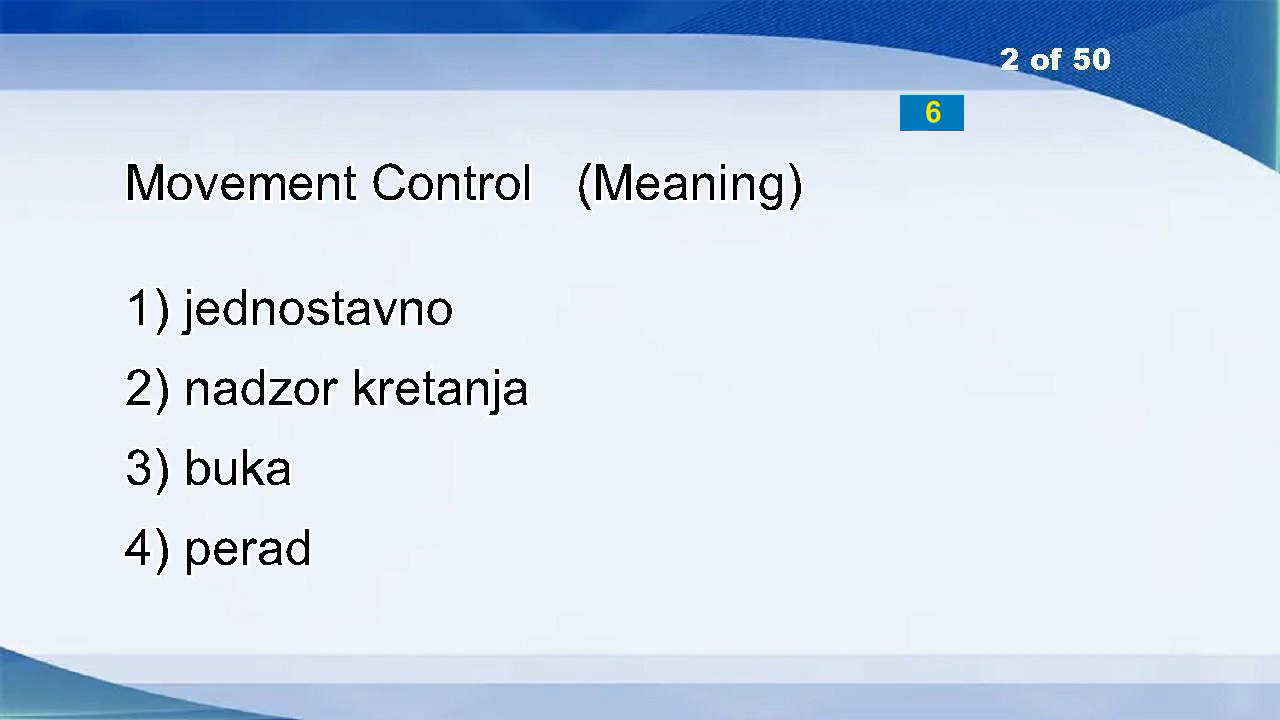 2 of 50
6
Movement Control (Meaning)
1) jednostavno
2) nadzor kretanja
3) buka
4) perad